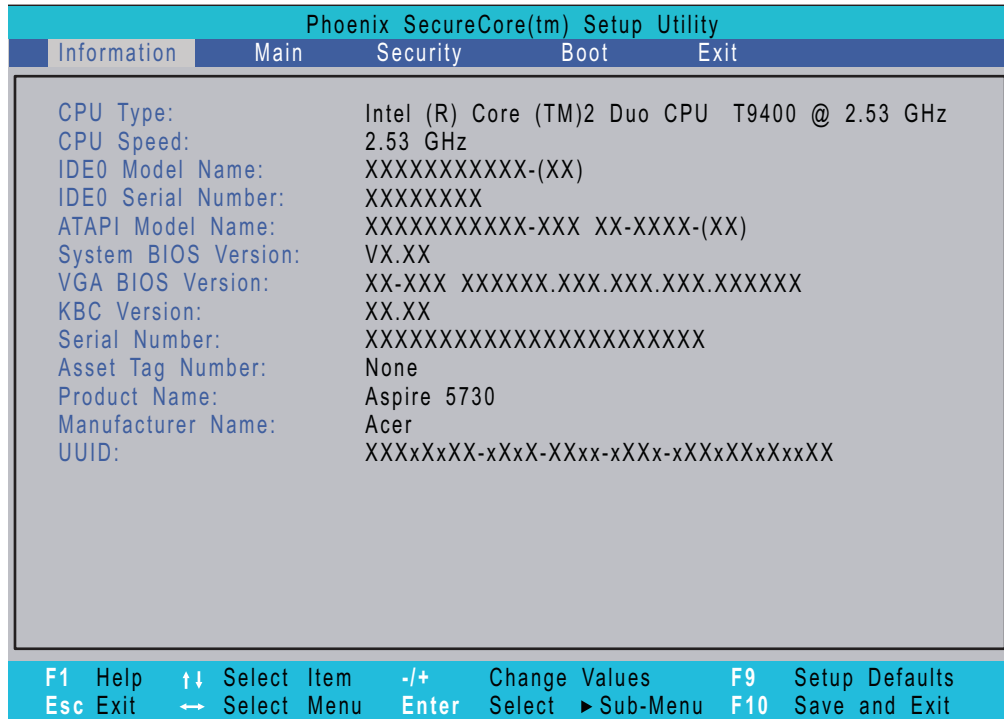 Phoenix SecureCore(tm) Setup Utility
Information Main Security Boot Exit
CPU Type: Intel (R) Core (TM)2 Duo CPU T9400 @ 2.53 GHz
CPU Speed: 2.53 GHz
IDE0 Model Name: XXXXXXXXXXX-(XX)
IDE0 Serial Number: XXXXXXXX
ATAPI Model Name: XXXXXXXXXXX-XXX XX-XXXX-(XX)
System BIOS Version: VX.XX
VGA BIOS Version: XX-XXX XXXXXX.XXX.XXX.XXX.XXXXXX
KBC Version: XX.XX
Serial Number: XXXXXXXXXXXXXXXXXXXXXXX
Asset Tag Number: None
Product Name: Aspire 5730
Manufacturer Name: Acer
UUID: XXXxXxXX-xXxX-XXxx-xXXx-xXXxXXxXxxXX
F1 Help ↑↓ Select Item -/+ Change Values F9 Setup Defaults
Esc Exit ↔ Select Menu Enter Select ▶Sub-Menu F10 Save and Exit